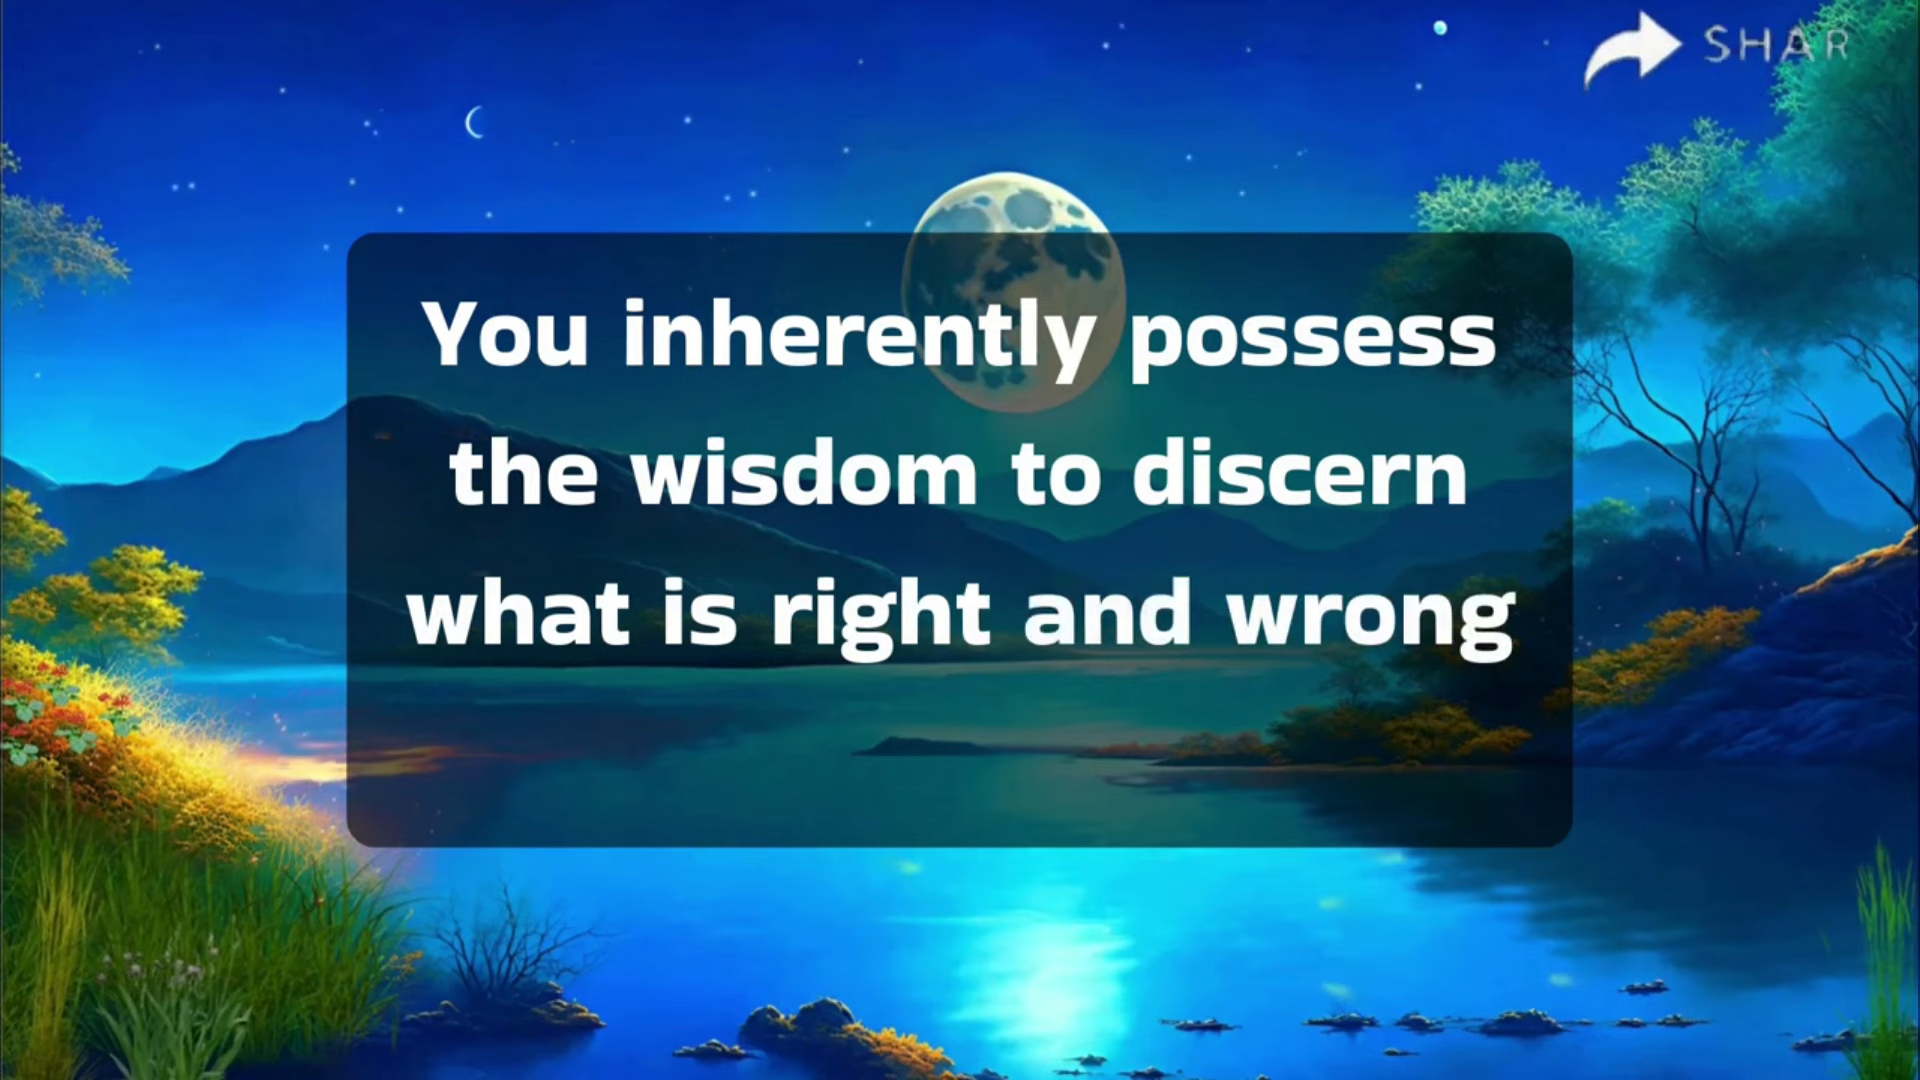 SHAR
You inherently possess
the wisdom to discern
what is right and wrong